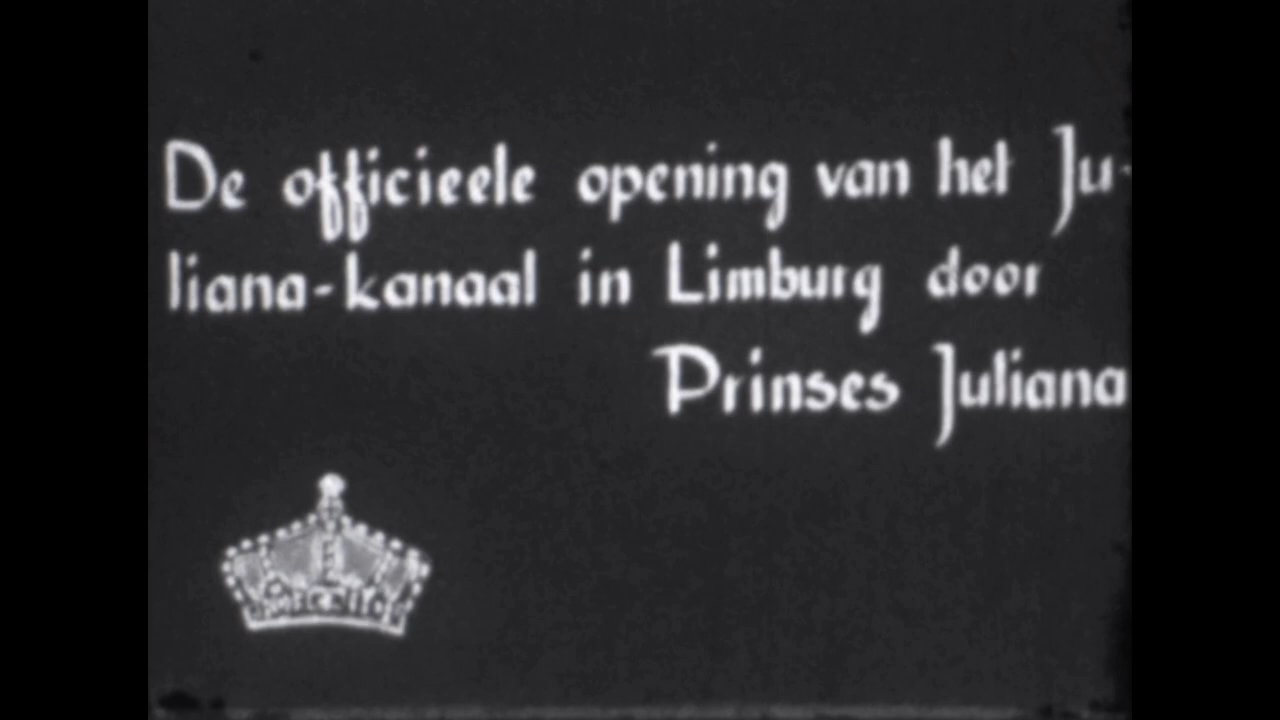 De officieele opening van het Ju-
liana-kanaal in Limburg door
Prinses Juliana